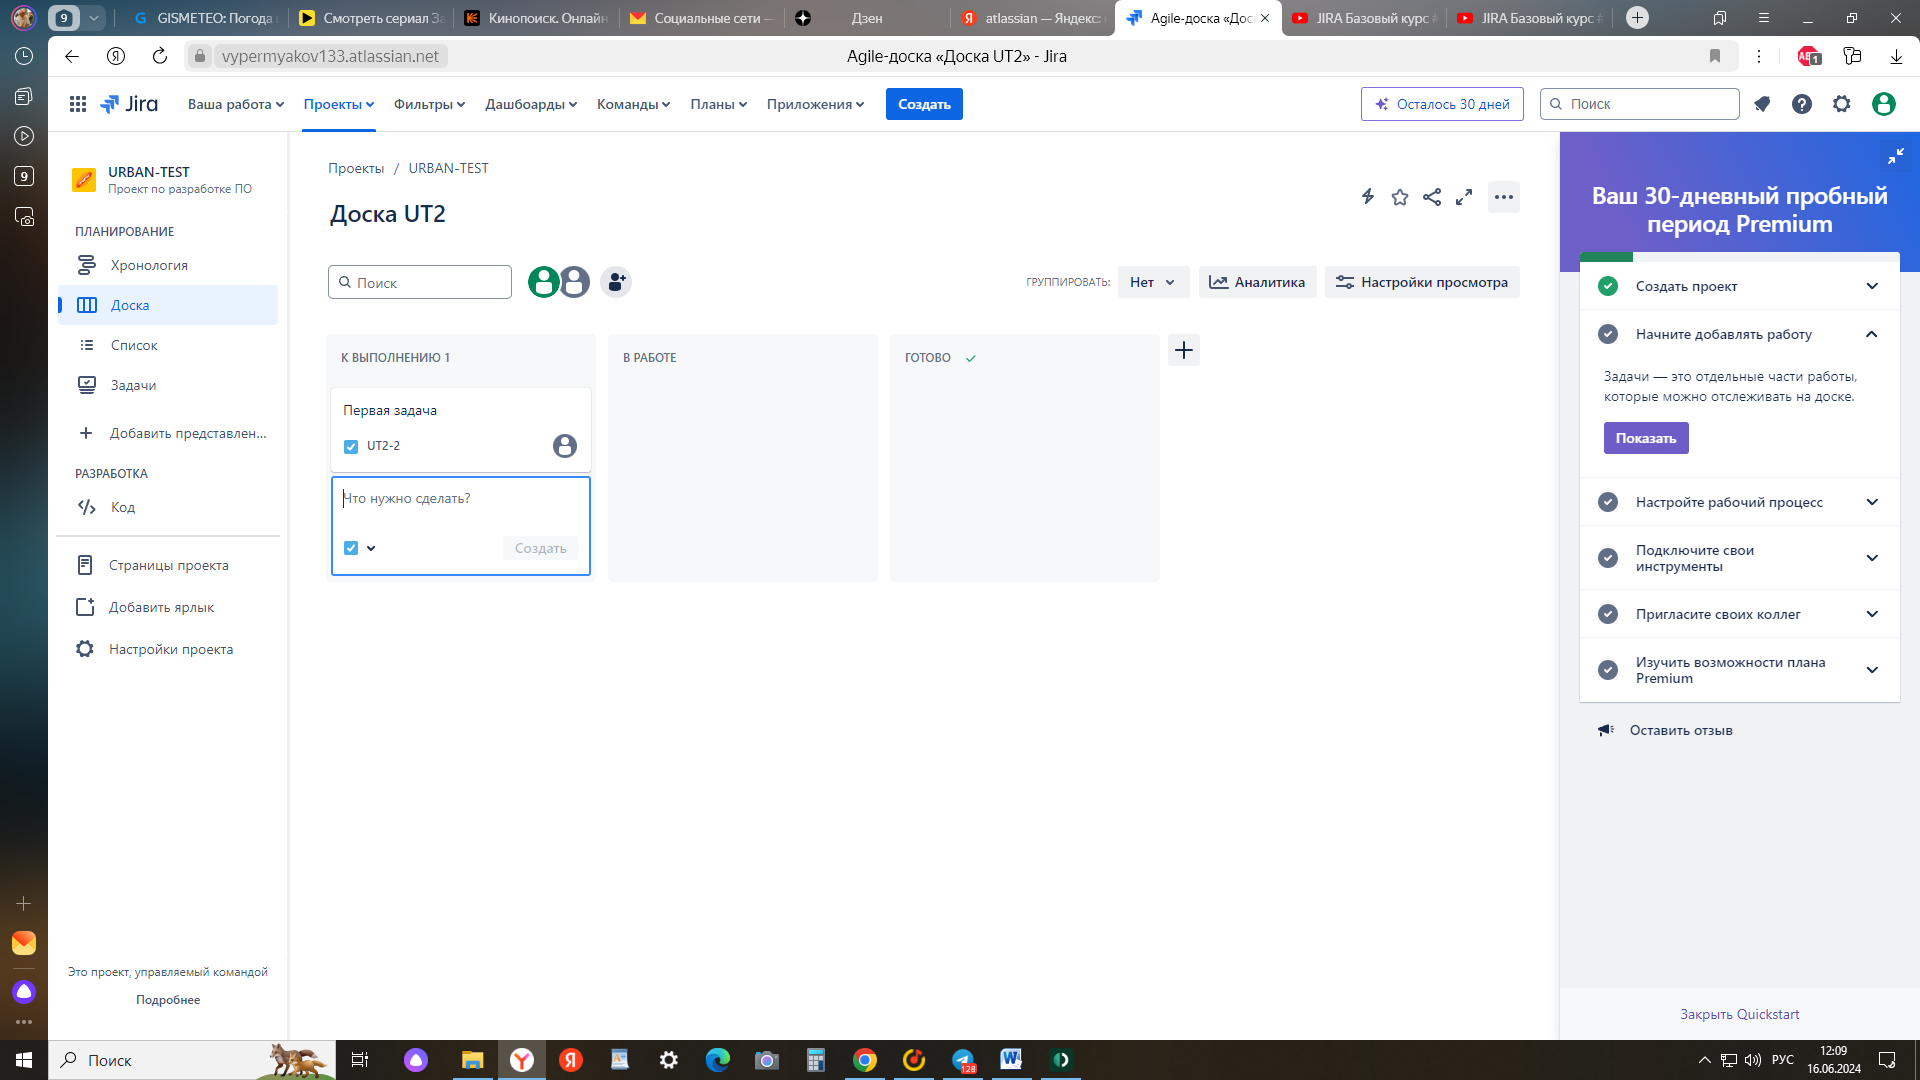 9
GISMETEO: Погода
Смотреть сериал За
Кинопоиск. Онлайн
Социальные сети —
Дзен
atlassian — Яндекс:
Agile-доска «Дос
JIRA Базовый курс #
JIRA Базовый курс #
vypermyakov133.atlassian.net
Agile-доска «Доска UT2» - Jira
1
9
Jira
Ваша работа
Проекты
Фильтры
Дашборды
Команды
Планы
Приложения
Создать
Осталось 30 дней
Поиск
URBAN-TEST
Проект по разработке ПО
ПЛАНИРОВАНИЕ
Хронология
Доска
Список
Задачи
Добавить представлен...
РАЗРАБОТКА
Код
Страницы проекта
Добавить ярлык
Настройки проекта
Это проект, управляемый командой
Подробнее
Проекты / URBAN-TEST
Доска UT2
Поиск
ГРУППИРОВАТЬ:
Нет
Аналитика
Настройки просмотра
К ВЫПОЛНЕНИЮ 1
Первая задача
UT2-2
Что нужно сделать?
Создать
В РАБОТЕ
ГОТОВО
Ваш 30-дневный пробный
период Premium
Создать проект
Начните добавлять работу
Задачи — это отдельные части работы,
которые можно отслеживать на доске.
Показать
Настройте рабочий процесс
Подключите свои
инструменты
Пригласите своих коллег
Изучить возможности плана
Premium
Оставить отзыв
Закрыть Quickstart
Поиск
128
РУС
12:09
16.06.2024